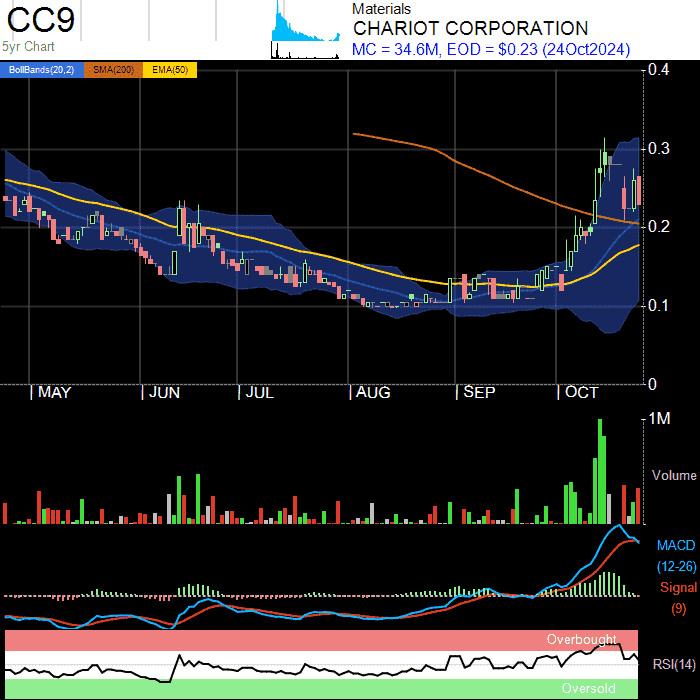 CC9
5yr Chart
Materials
CHARIOT CORPORATION
MC = 34.6M, EOD = $0.23 (24Oct2024)
BollBands(20,2) SMA(200) EMA(50)
0.4
0.3
0.2
0.1
0
MAY JUN JUL AUG SEP OCT
1M
Volume
MACD
(12-26)
Signal
(9)
Overbought
RSI(14)
Oversold